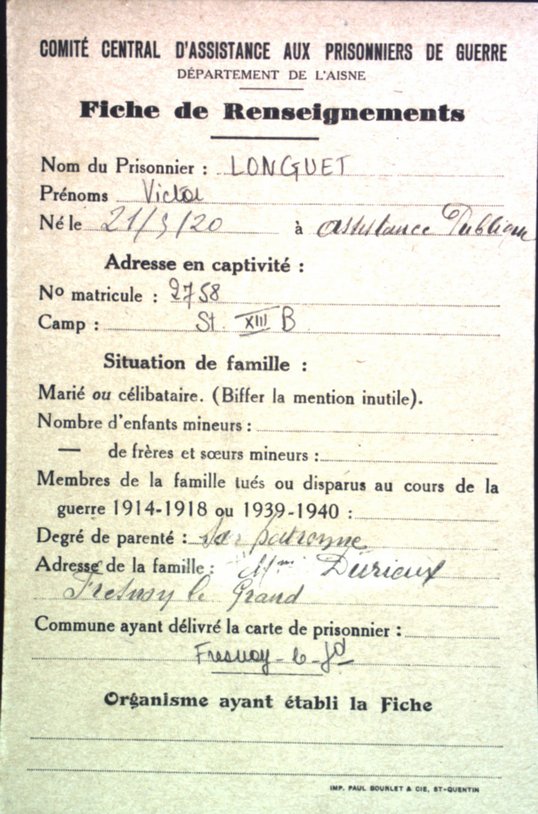 COMITÉ CENTRAL D'ASSISTANCE AUX PRISONNIERS DE GUERRE
DÉPARTEMENT DE L'AISNE
Fiche de Renseignements
Nom du Prisonnier : LONGUET
Prénoms Victor
Né le 21/5/20 à assistance Publique
Adresse en captivité :
No matricule : 2758
Camp : St XIII B
Situation de famille :
Marié ou célibataire. (Biffer la mention inutile).
Nombre d'enfants mineurs :
— de frères et sœurs mineurs :
Membres de la famille tués ou disparus au cours de la
guerre 1914-1918 ou 1939-1940 :
Degré de parenté : Sa patronne
Adresse de la famille : Mme Durieux
Fresnoy le Grand
Commune ayant délivré la carte de prisonnier :
Fresnoy-le-Gd
Organisme ayant établi la Fiche
IMP. PAUL BOURLET & CIE, ST-QUENTIN